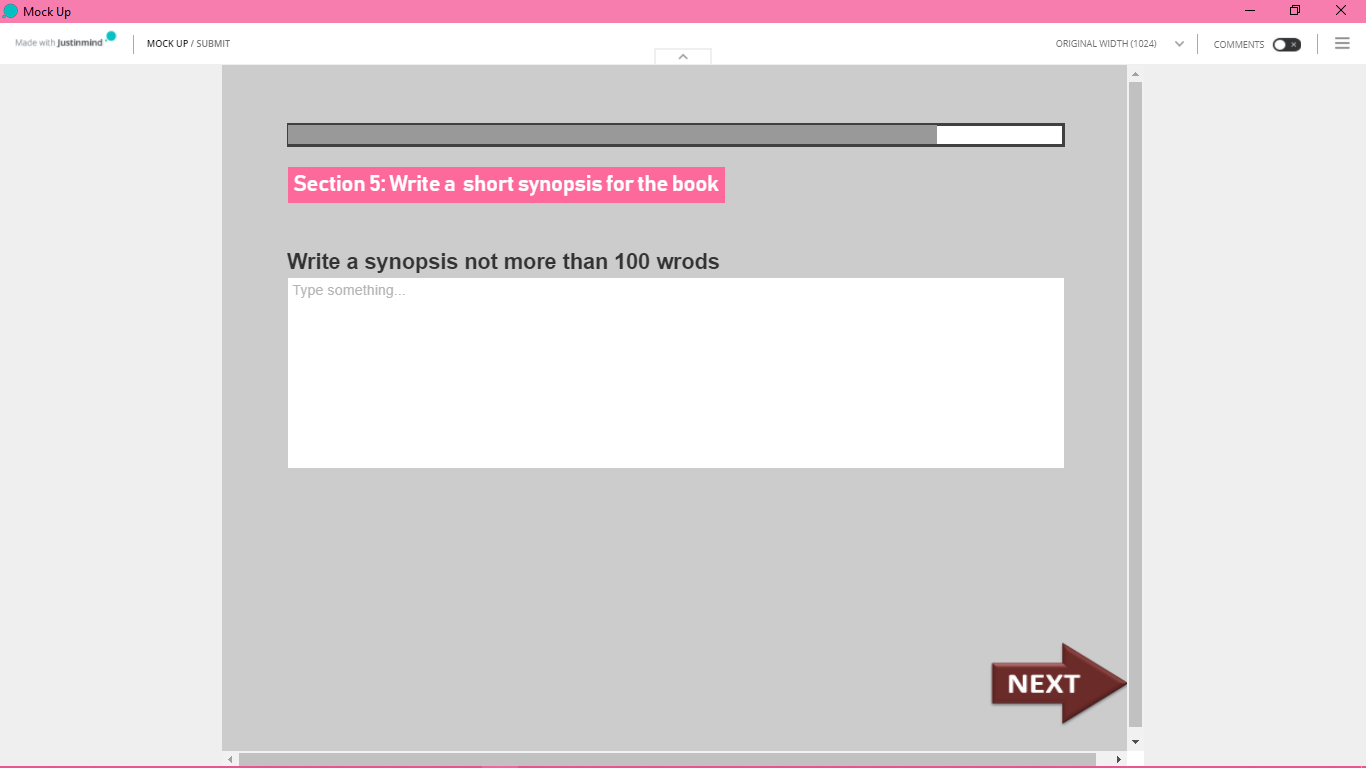 Mock Up
Made with Justinmind
MOCK UP / SUBMIT
ORIGINAL WIDTH (1024)
COMMENTS
Section 5: Write a short synopsis for the book
Write a synopsis not more than 100 wrods
Type something...
NEXT